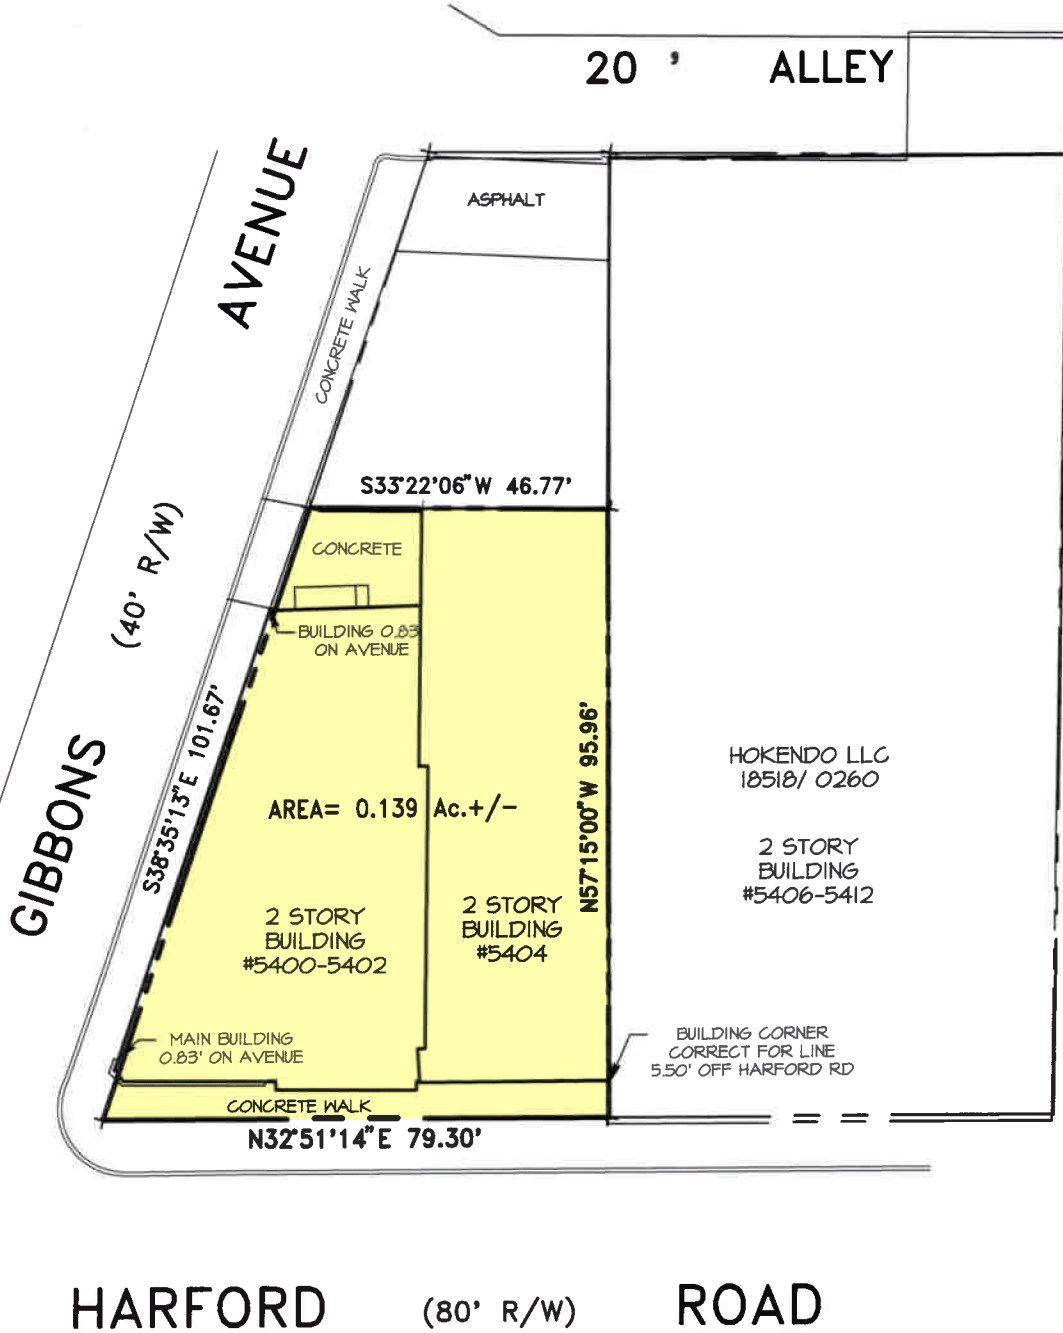 20 ' ALLEY
AVENUE
ASPHALT
CONCRETE WALK
S33°22'06"W 46.77'
(40' R/W)
CONCRETE
BUILDING 0.83
ON AVENUE
S38°35'13"E 101.67'
N57°15'00"W 95.96'
GIBBONS
HOKENDO LLC
18518/ 0260
AREA= 0.139 Ac.+/-
2 STORY
BUILDING
#5406-5412
2 STORY
BUILDING
#5404
2 STORY
BUILDING
#5400-5402
MAIN BUILDING
0.83' ON AVENUE
BUILDING CORNER
CORRECT FOR LINE
5.50' OFF HARFORD RD
CONCRETE WALK
N32°51'14"E 79.30'
HARFORD (80' R/W) ROAD